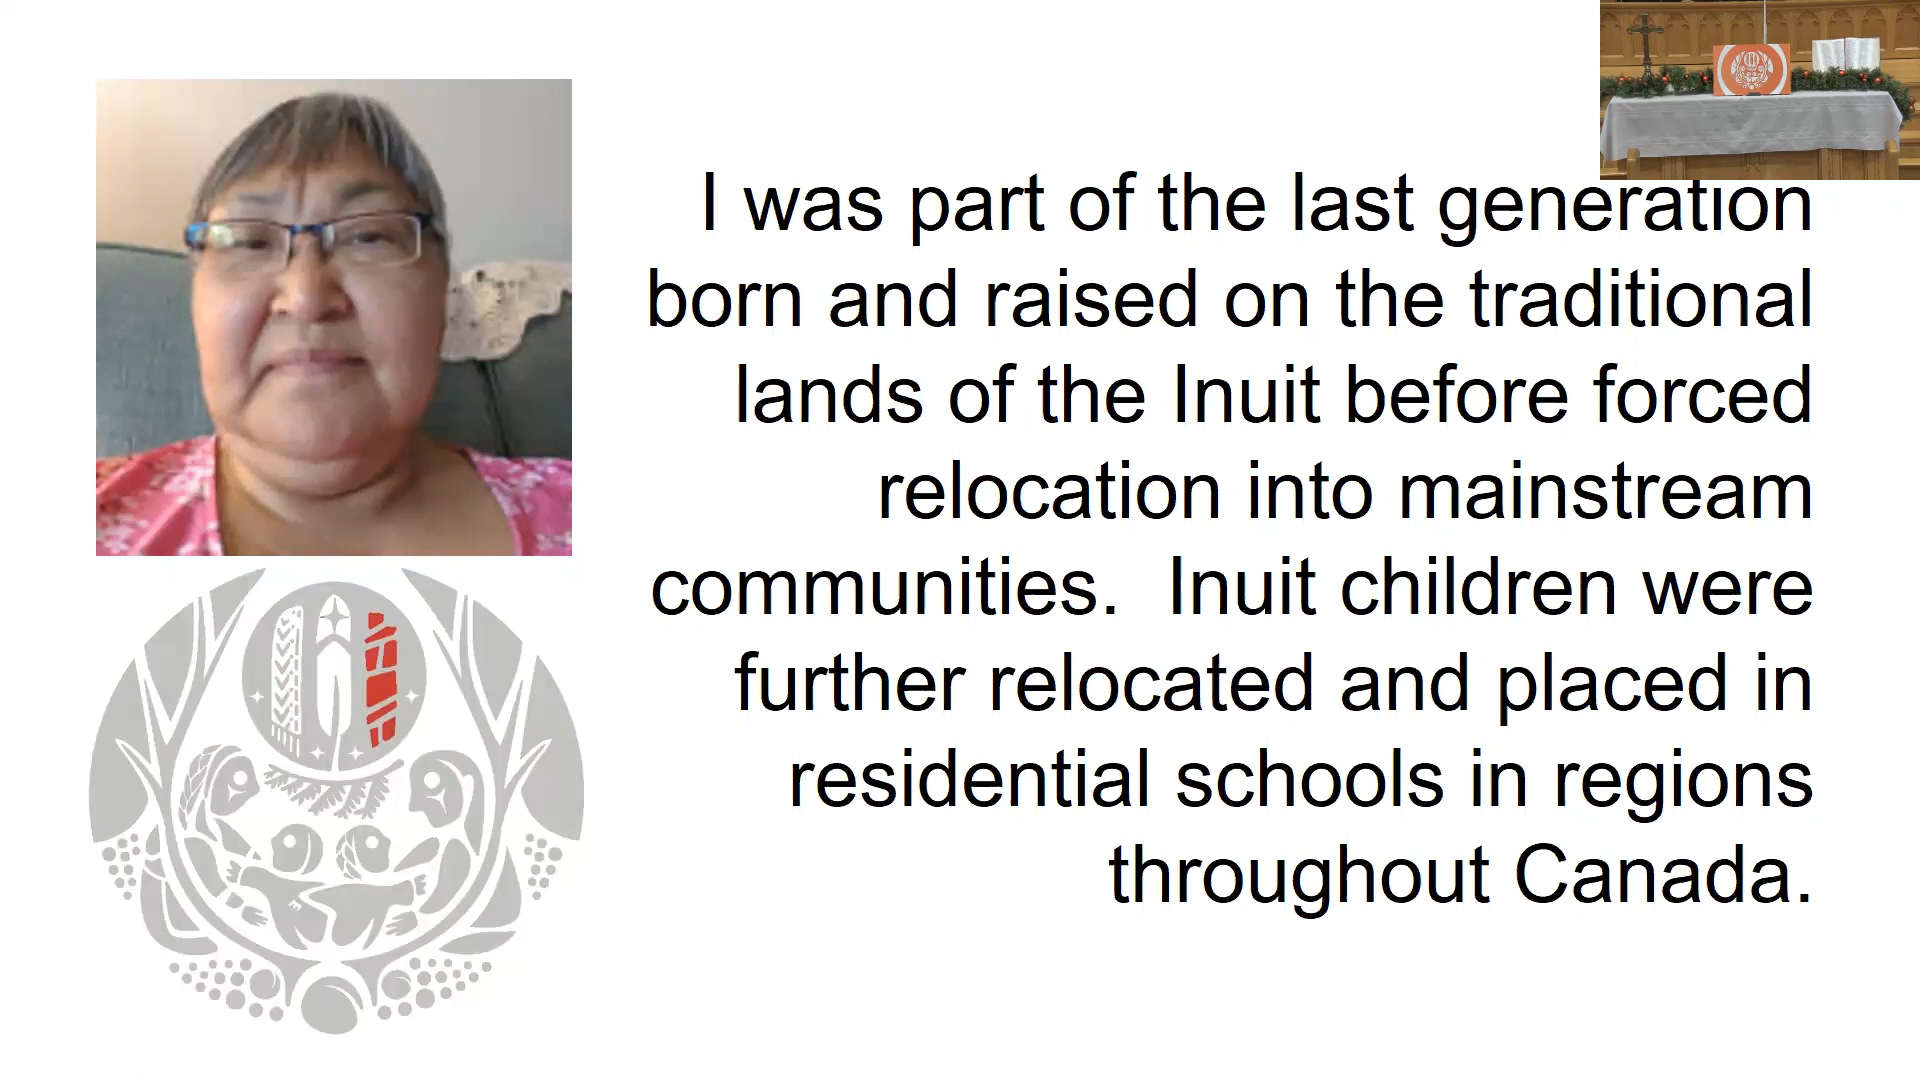 I was part of the last generation
born and raised on the traditional
lands of the Inuit before forced
relocation into mainstream
communities.  Inuit children were
further relocated and placed in
residential schools in regions
throughout Canada.